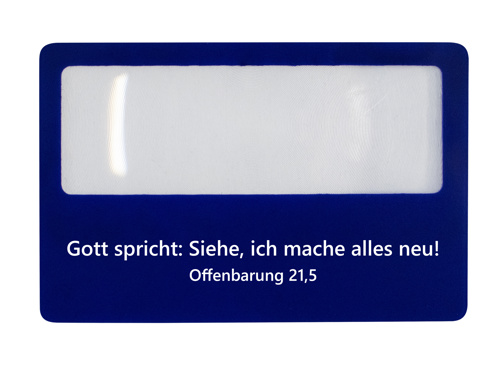 Gott spricht: Siehe, ich mache alles neu!
Offenbarung 21,5